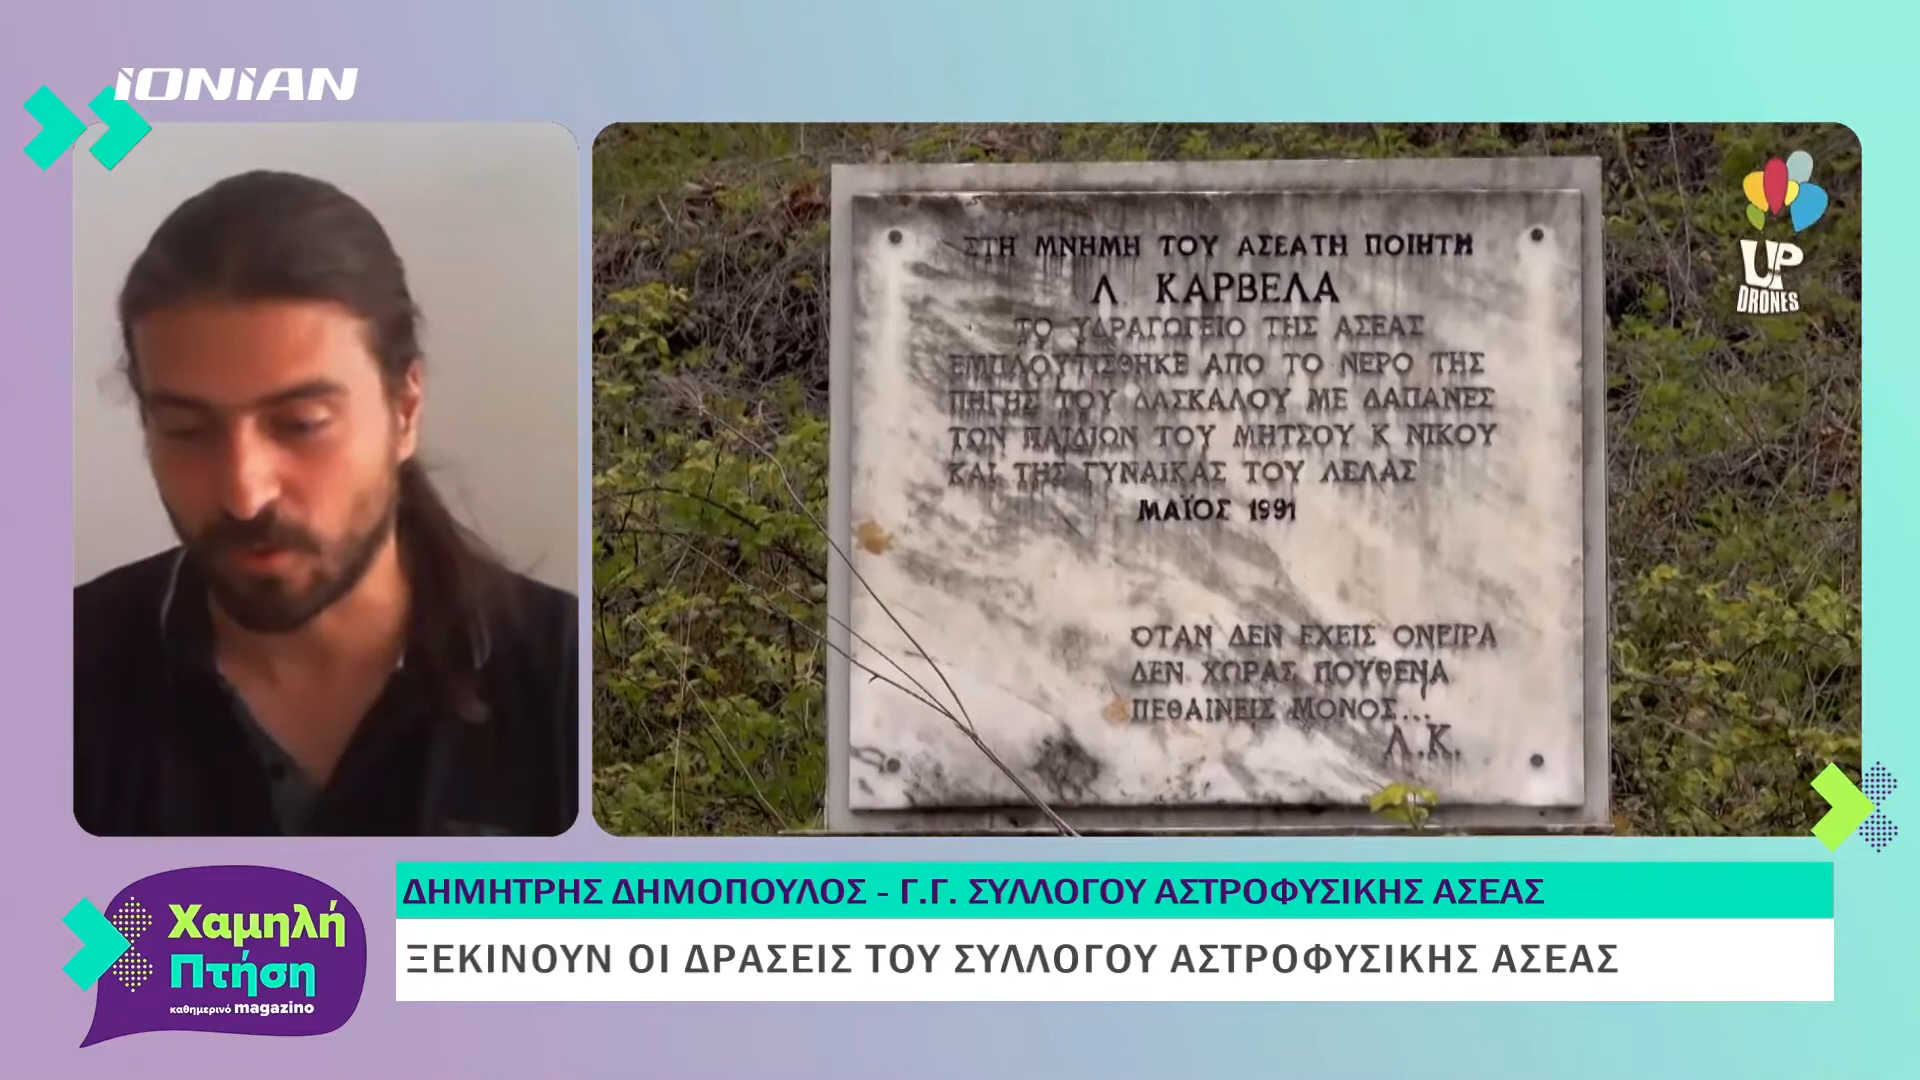 IONIAN
UP
DRONES
ΣΤΗ ΜΝΗΜΗ ΤΟΥ ΑΣΕΑΤΗ ΠΟΙΗΤΗ
Λ ΚΑΡΒΕΛΑ
ΤΟ ΥΔΡΑΓΩΓΕΙΟ ΤΗΣ ΑΣΕΑΣ
ΕΜΠΛΟΥΤΙΣΘΗΚΕ ΑΠΟ ΤΟ ΝΕΡΟ ΤΗΣ
ΠΗΓΗΣ ΤΟΥ ΔΑΣΚΑΛΟΥ ΜΕ ΔΑΠΑΝΕΣ
ΤΩΝ ΠΑΙΔΙΩΝ ΤΟΥ ΜΗΤΣΟΥ Κ ΝΙΚΟΥ
ΚΑΙ ΤΗΣ ΓΥΝΑΙΚΑΣ ΤΟΥ ΛΕΛΑΣ
ΜΑΪΟΣ 1991
ΌΤΑΝ ΔΕΝ ΕΧΕΙΣ ΟΝΕΙΡΑ
ΔΕΝ ΧΩΡΑΣ ΠΟΥΘΕΝΑ
ΠΕΘΑΙΝΕΙΣ ΜΟΝΟΣ...
Λ.Κ.
ΔΗΜΗΤΡΗΣ ΔΗΜΟΠΟΥΛΟΣ - Γ.Γ. ΣΥΛΛΟΓΟΥ ΑΣΤΡΟΦΥΣΙΚΗΣ ΑΣΕΑΣ
ΞΕΚΙΝΟΥΝ ΟΙ ΔΡΑΣΕΙΣ ΤΟΥ ΣΥΛΛΟΓΟΥ ΑΣΤΡΟΦΥΣΙΚΗΣ ΑΣΕΑΣ
Χαμηλή
Πτήση
καθημερινό magazino